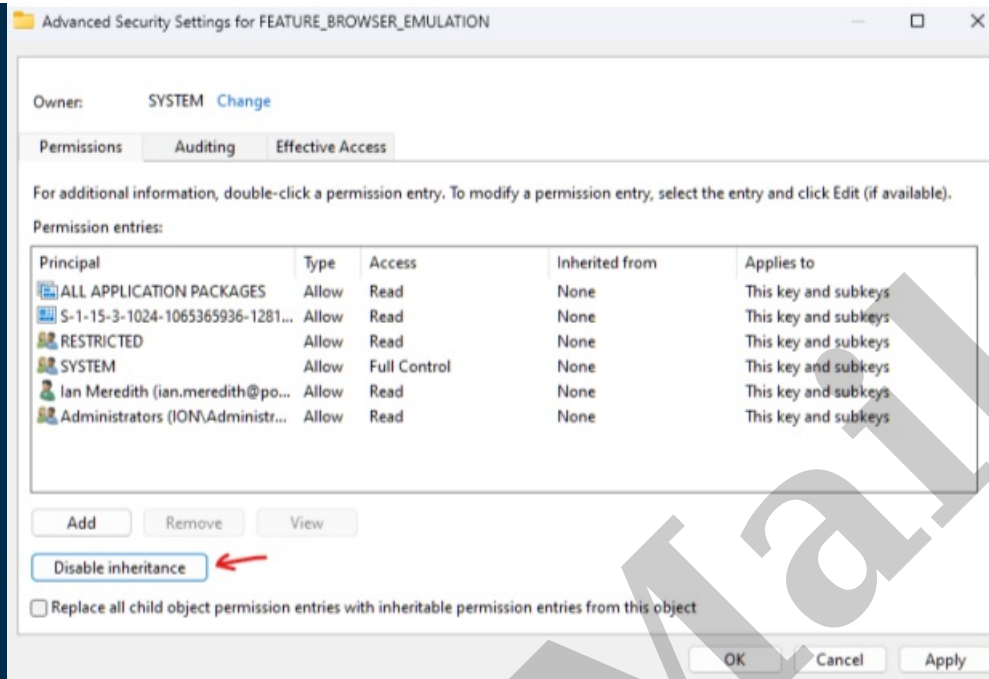 Advanced Security Settings for FEATURE_BROWSER_EMULATION
Owner: SYSTEM Change
Permissions Auditing Effective Access
For additional information, double-click a permission entry. To modify a permission entry, select the entry and click Edit (if available).
Permission entries:
Principal Type Access Inherited from Applies to
ALL APPLICATION PACKAGES Allow Read None This key and subkeys
S-1-15-3-1024-1065365936-1281... Allow Read None This key and subkeys
RESTRICTED Allow Read None This key and subkeys
SYSTEM Allow Full Control None This key and subkeys
Ian Meredith (ian.meredith@po... Allow Read None This key and subkeys
Administrators (ION\Administr... Allow Read None This key and subkeys
Add Remove View
Disable inheritance
Replace all child object permission entries with inheritable permission entries from this object
OK Cancel Apply
Mail